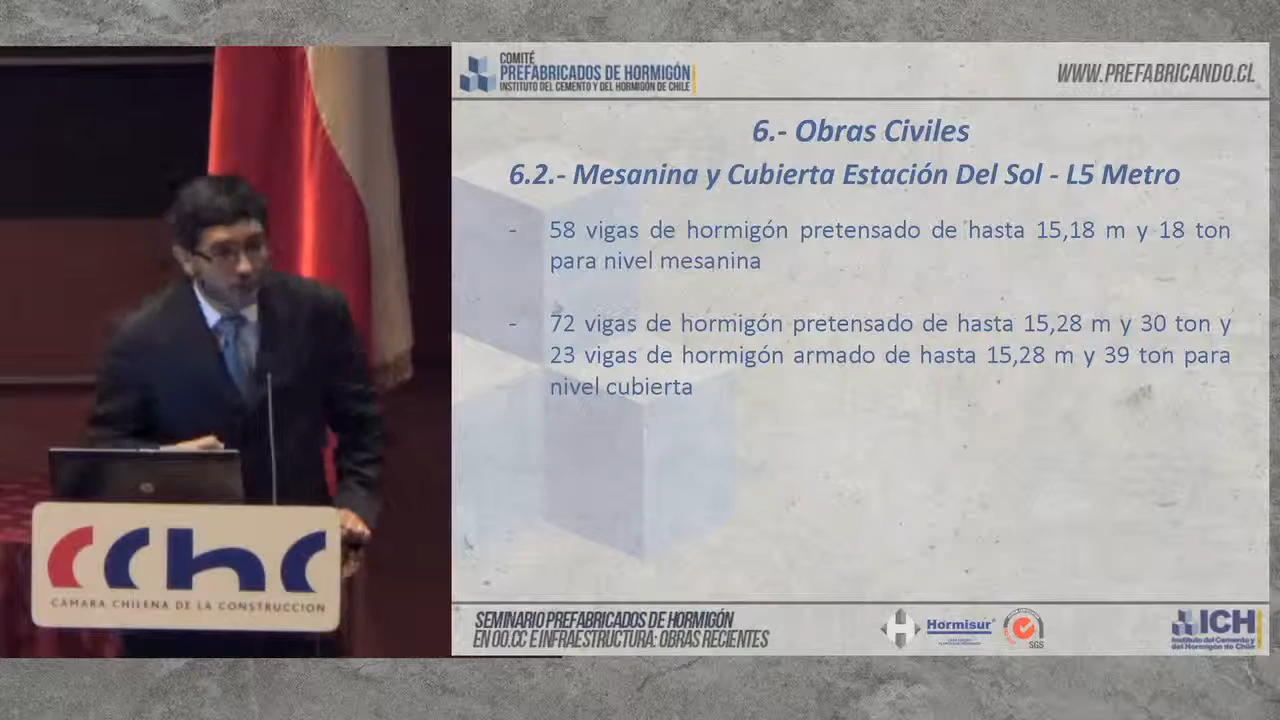 COMITÉ
PREFABRICADOS DE HORMIGÓN
INSTITUTO DEL CEMENTO Y DEL HORMIGÓN DE CHILE
WWW.PREFABRICANDO.CL
6.- Obras Civiles
6.2.- Mesanina y Cubierta Estación Del Sol - L5 Metro
- 58 vigas de hormigón pretensado de hasta 15,18 m y 18 ton
para nivel mesanina
- 72 vigas de hormigón pretensado de hasta 15,28 m y 30 ton y
23 vigas de hormigón armado de hasta 15,28 m y 39 ton para
nivel cubierta
CChC
CAMARA CHILENA DE LA CONSTRUCCION
SEMINARIO PREFABRICADOS DE HORMIGÓN
EN OO.CC E INFRAESTRUCTURA: OBRAS RECIENTES
H
Hormisur
SGS
ICH
Instituto del Cemento y
del Hormigón de Chile